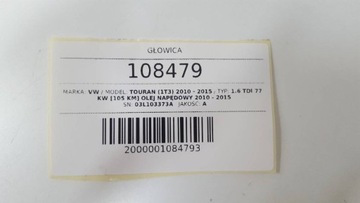 GŁOWICA
108479
MARKA: VW / MODEL: TOURAN (1T3) 2010 - 2015 , TYP: 1.6 TDI 77
KW [105 KM] OLEJ NAPĘDOWY 2010 - 2015
SN: 03L103373A , JAKOŚĆ: A
2000001084793